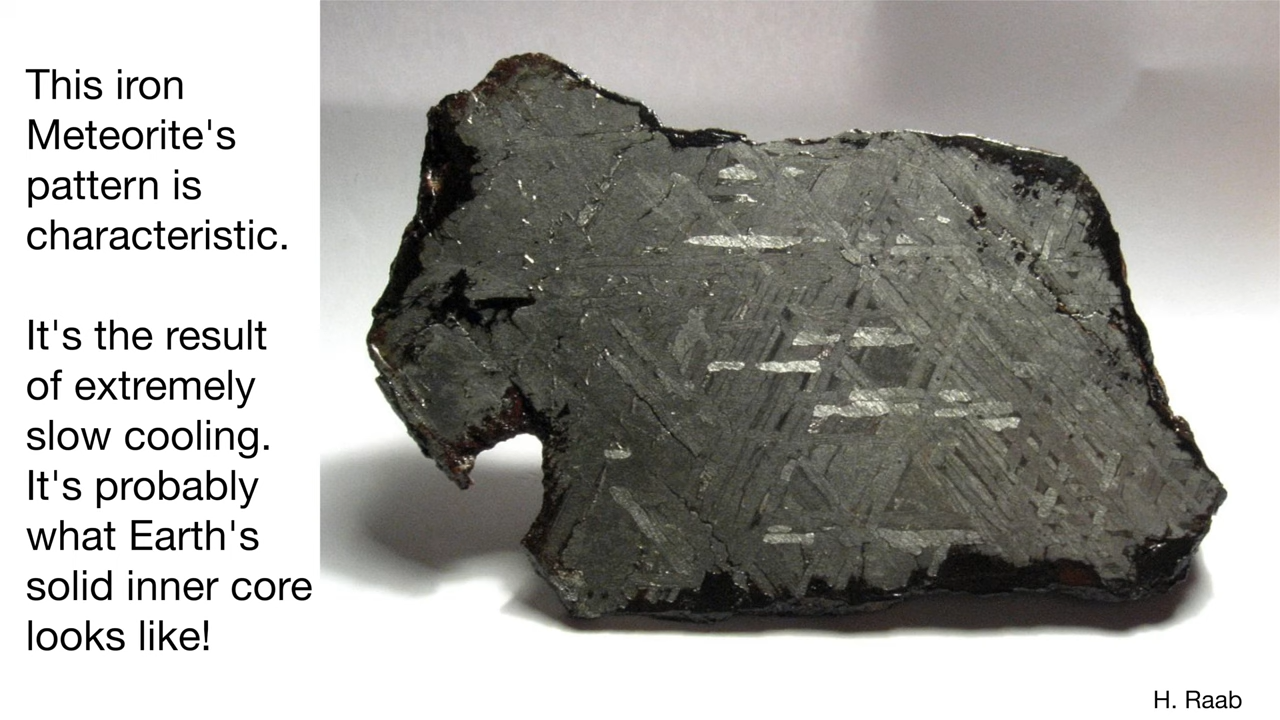 This iron
Meteorite's
pattern is
characteristic.
It's the result
of extremely
slow cooling.
It's probably
what Earth's
solid inner core
looks like!
H. Raab